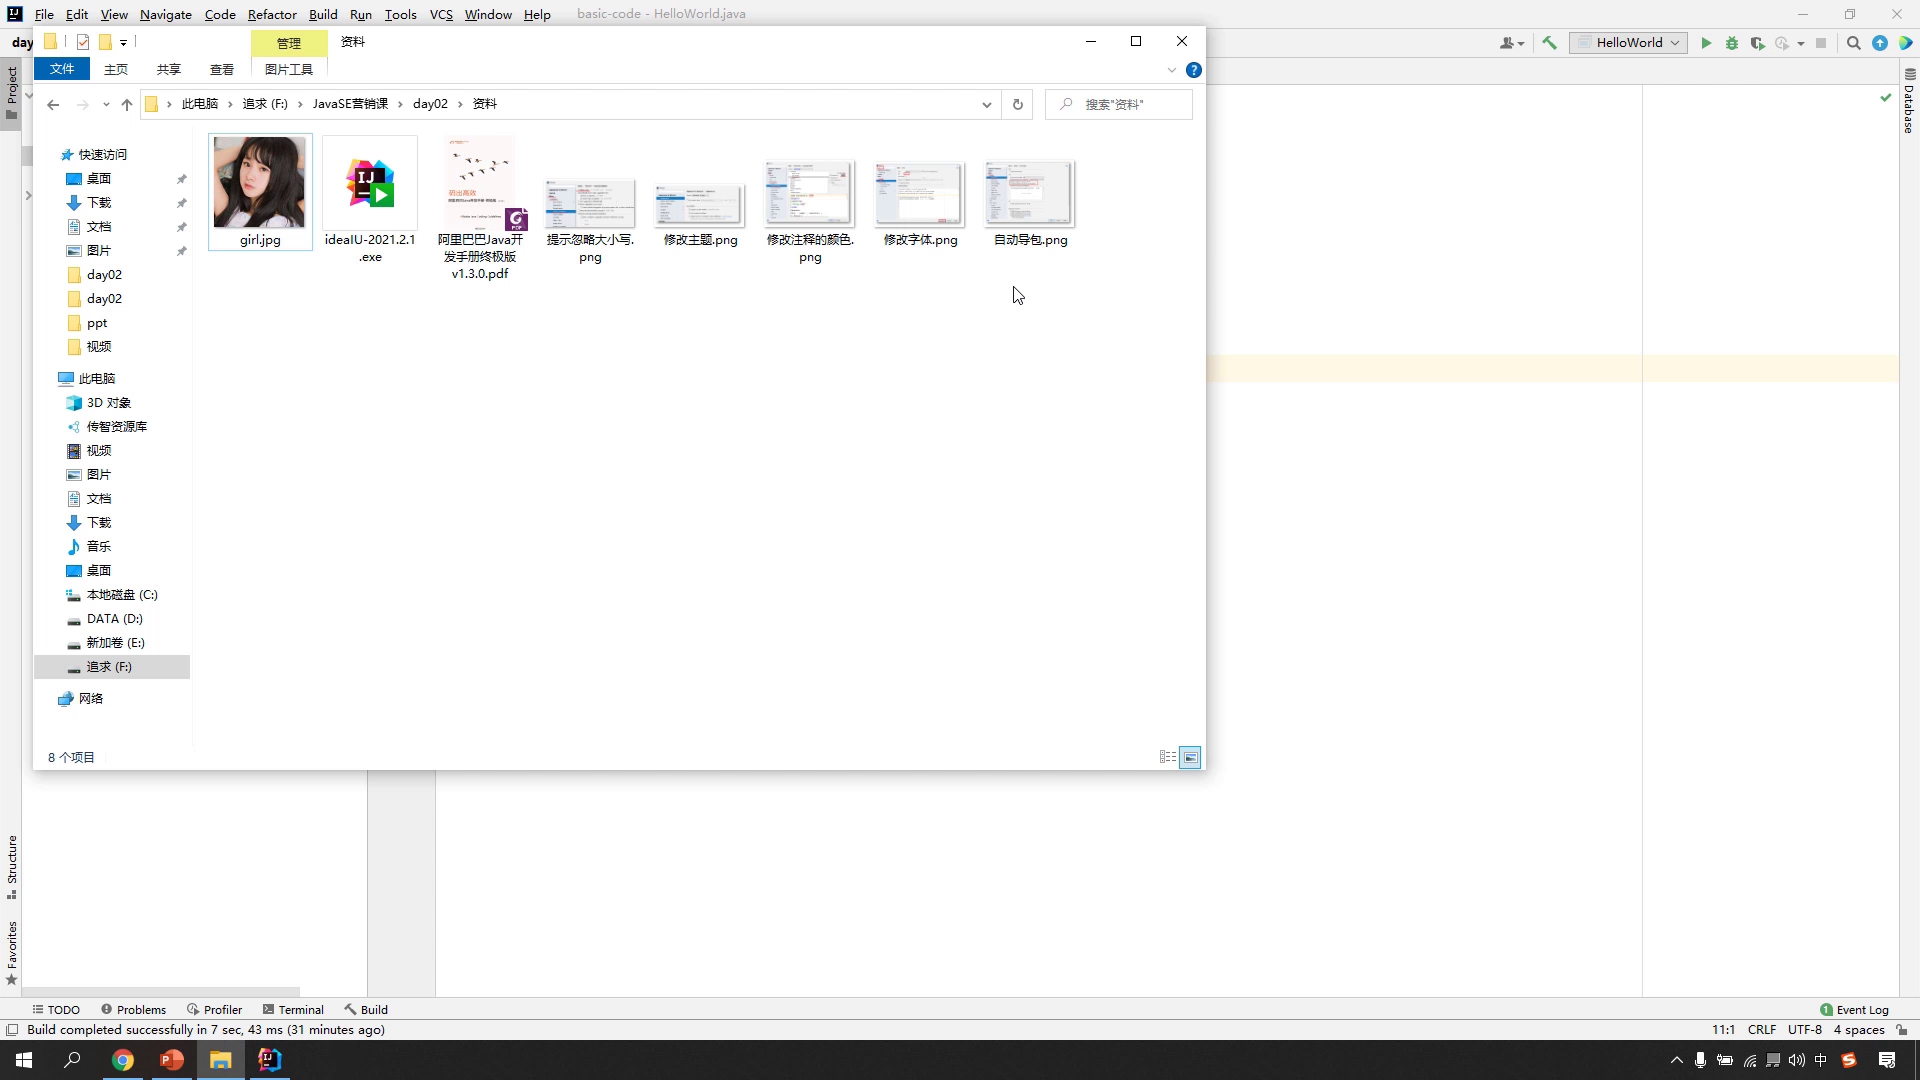 File Edit View Navigate Code Refactor Build Run Tools VCS Window Help basic-code - HelloWorld.java
day
管理 资料
文件 主页 共享 查看 图片工具
HelloWorld
此电脑 追求 (F:) JavaSE营销课 day02 资料
搜索"资料"
Project
Database
快速访问
桌面
下载
文档
图片
day02
day02
ppt
视频
此电脑
3D 对象
传智资源库
视频
图片
文档
下载
音乐
桌面
本地磁盘 (C:)
DATA (D:)
新加卷 (E:)
追求 (F:)
网络
girl.jpg
ideaIU-2021.2.1
.exe
码出高效
PDF
阿里巴巴Java开
发手册终极版
v1.3.0.pdf
提示忽略大小写.
png
修改主题.png
修改注释的颜色.
png
修改字体.png
自动导包.png
8 个项目
Structure
Favorites
TODO Problems Profiler Terminal Build 1 Event Log
Build completed successfully in 7 sec, 43 ms (31 minutes ago) 11:1 CRLF UTF-8 4 spaces
中